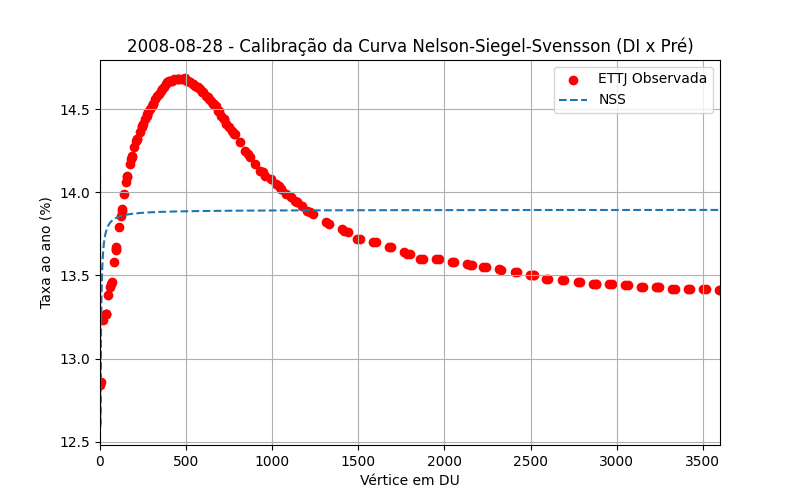 2008-08-28 - Calibração da Curva Nelson-Siegel-Svensson (DI x Pré)
ETTJ Observada
NSS
Taxa ao ano (%)
14.5
14.0
13.5
13.0
12.5
0 500 1000 1500 2000 2500 3000 3500
Vértice em DU